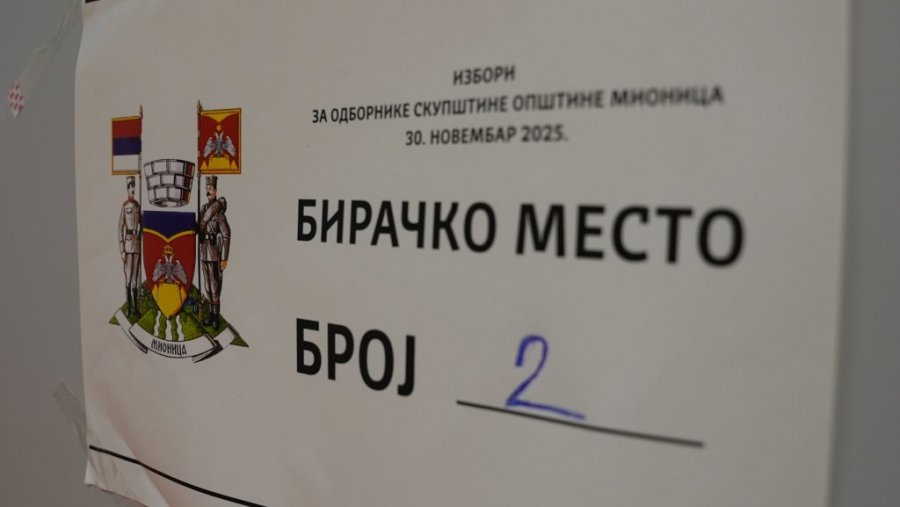 ИЗБОРИ
ЗА ОДБОРНИКЕ СКУПШТИНЕ ОПШТИНЕ МИОНИЦА
30. НОВЕМБАР 2025.
БИРАЧКО МЕСТО
БРОЈ 2
МИОНИЦА